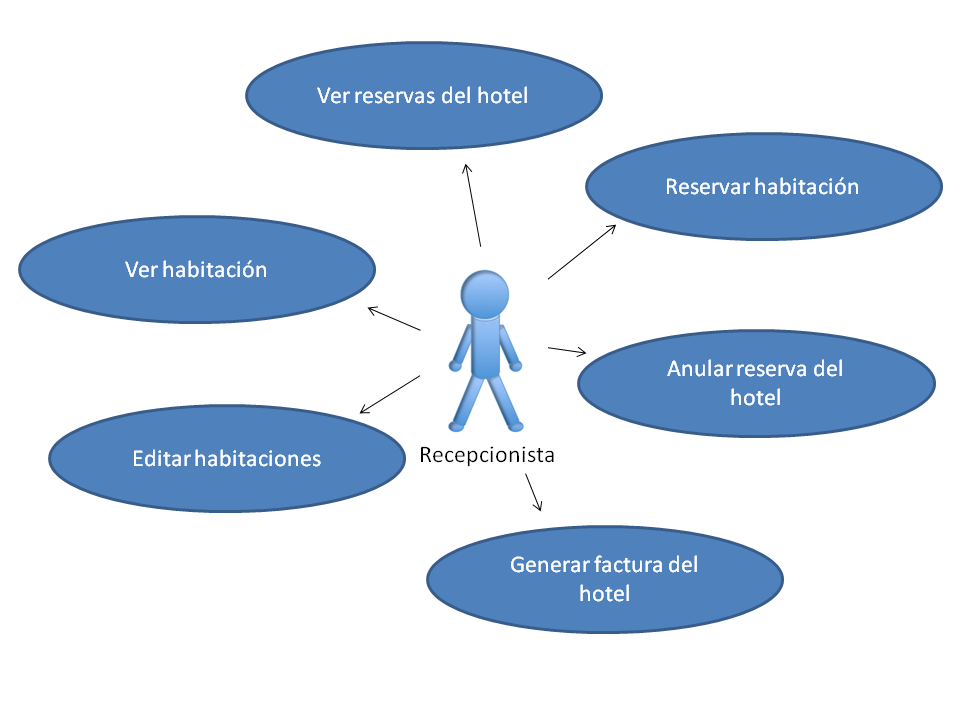 Ver reservas del hotel
Reservar habitación
Ver habitación
Anular reserva del
hotel
Editar habitaciones
Recepcionista
Generar factura del
hotel